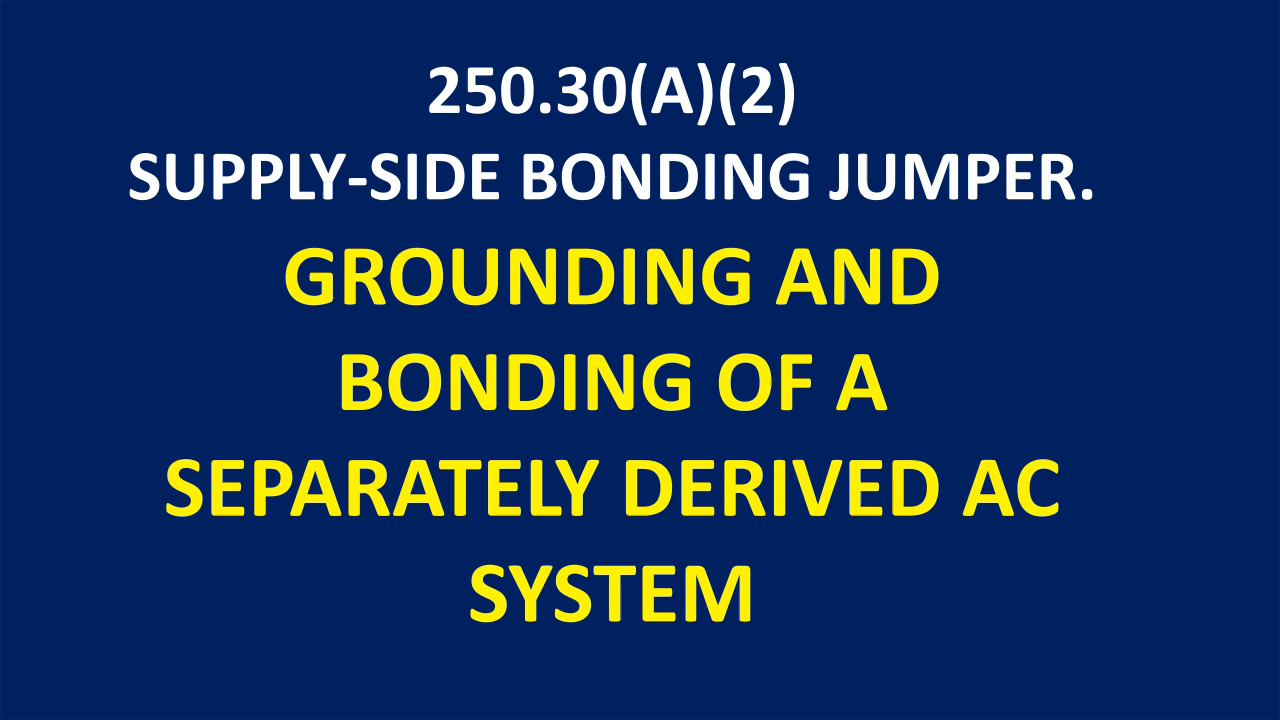 250.30(A)(2)
SUPPLY-SIDE BONDING JUMPER.
GROUNDING AND
BONDING OF A
SEPARATELY DERIVED AC
SYSTEM